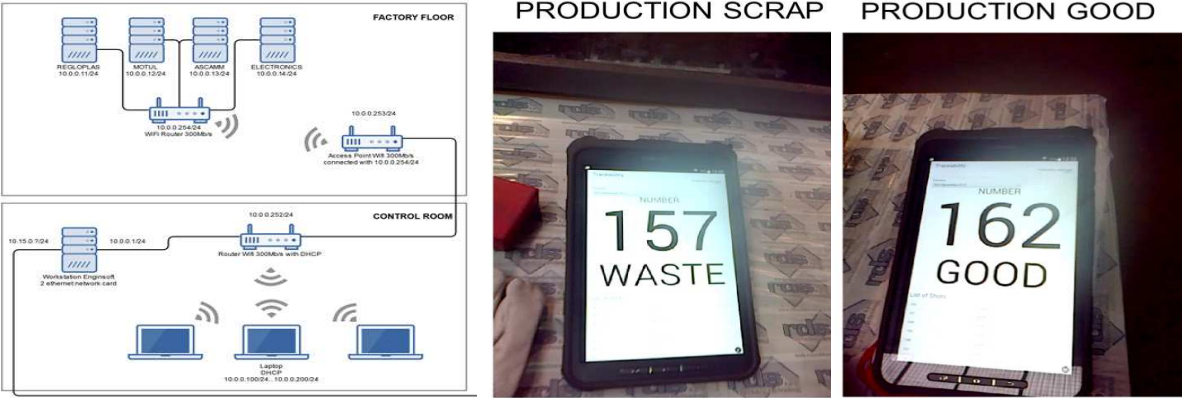 FACTORY FLOOR
REGLOPLAS
10.0.0.11/24
MOTUL
10.0.0.12/24
ASCAMM
10.0.0.13/24
ELECTRONICS
10.0.0.14/24
10.0.0.254/24
WiFi Router 300Mb/s
10.0.0.253/24
Access Point Wifi 300Mb/s
connected with 10.0.0.254/24
CONTROL ROOM
10.15.0.?/24
10.0.0.1/24
Workstation Enginsoft
2 ethernet network card
10.0.0.252/24
Router Wifi 300Mb/s with DHCP
Laptop
DHCP
10.0.0.100/24...10.0.0.200/24
PRODUCTION SCRAP
NUMBER
157
WASTE
PRODUCTION GOOD
NUMBER
162
GOOD
List of Shots